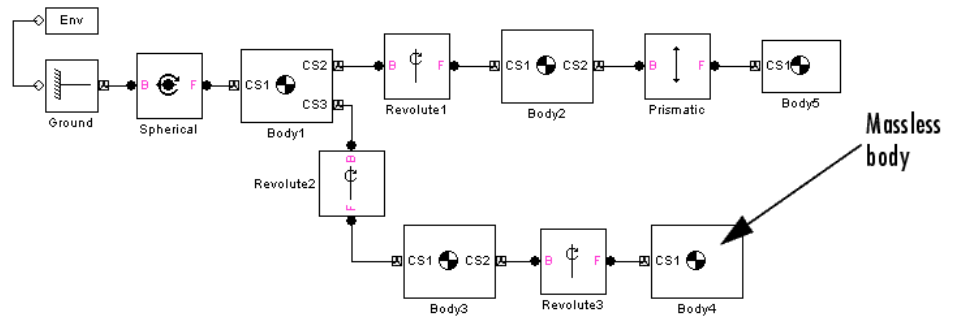 Env
Ground
B F
Spherical
CS1 CS2
CS3
Body1
B F
Revolute1
CS1 CS2
Body2
B F
Prismatic
CS1
Body5
Massless
body
Revolute2
B
F
CS1 CS2
Body3
B F
Revolute3
CS1
Body4